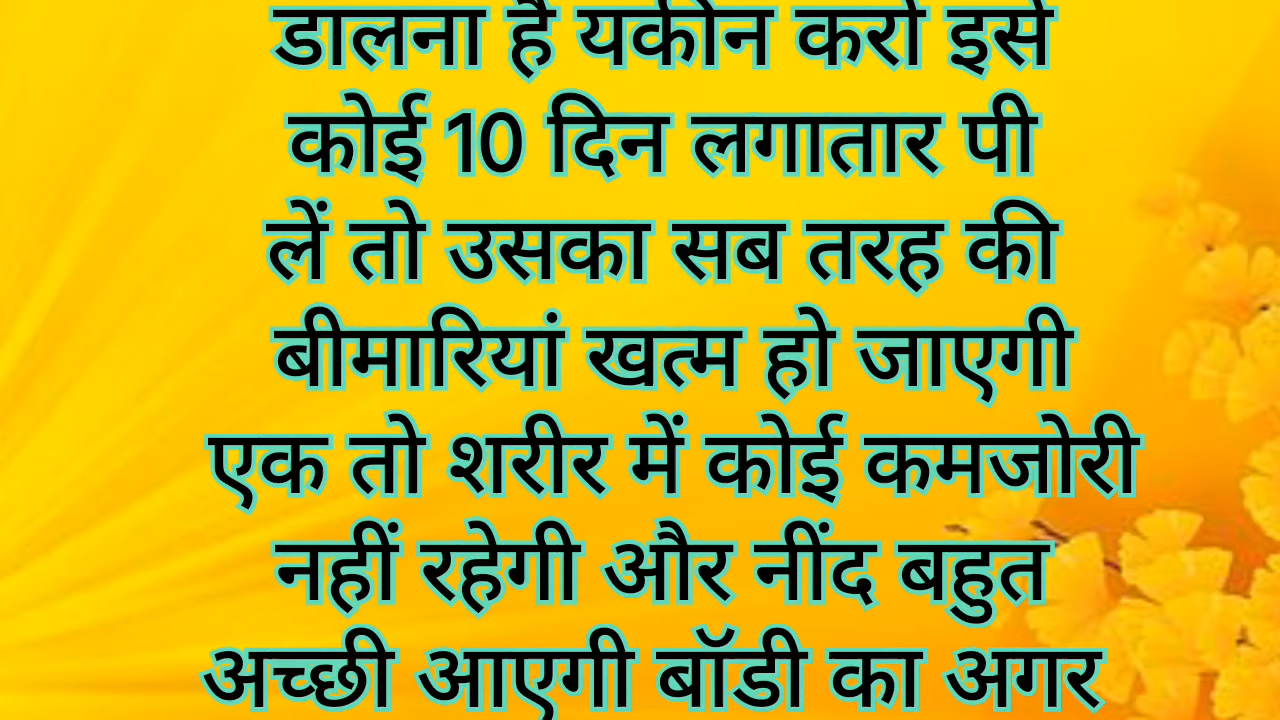 डालना है यकीन करो इसे
कोई 10 दिन लगातार पी
लें तो उसका सब तरह की
बीमारियां खत्म हो जाएगी
एक तो शरीर में कोई कमजोरी
नहीं रहेगी और नींद बहुत
अच्छी आएगी बॉडी का अगर